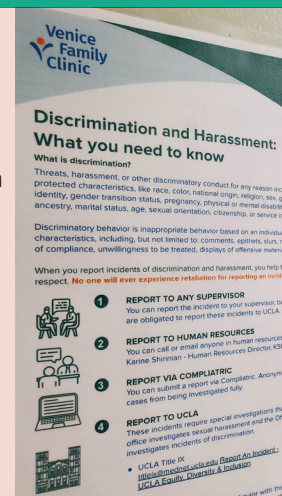 Venice
Family
Clinic
Discrimination and Harassment:
What you need to know
What is discrimination?
Threats, harassment, or other discriminatory conduct for any reason
protected characteristics, like race, color, national origin, religion, sex,
identity, gender transition status, pregnancy, physical or mental
ancestry, marital status, age, sexual orientation, citizenship, or service
Discriminatory behavior is inappropriate behavior based on an
characteristics, including, but not limited to: comments, epithets, slurs,
of compliance, unwillingness to be treated, displays of offensive
When you report incidents of discrimination and harassment, you help
respect. No one will ever experience retaliation for reporting an
1 REPORT TO ANY SUPERVISOR
You can report the incident to your supervisor,
are obligated to report these incidents to UCLA.
2 REPORT TO HUMAN RESOURCES
You can call or email anyone in human resources
Karine Shirinian - Human Resources Director,
3 REPORT VIA COMPLIATRIC
You can submit a report via Compliatric.
cases from being investigated fully.
4 REPORT TO UCLA
These incidents require special investigations
office investigates sexual harassment and the
investigates incidents of discrimination.
• UCLA Title IX
titleix@mednet.ucla.edu Report An Incident -
UCLA Equity, Diversity & Inclusion
with the